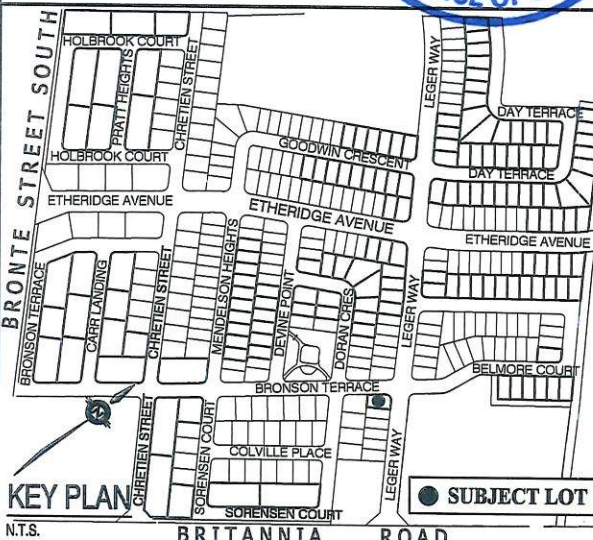 HOLBROOK COURT
BRONTE STREET SOUTH
PRATT HEIGHTS
CHRETIEN STREET
LEGER WAY
DAY TERRACE
GOODWIN CRESCENT
HOLBROOK COURT
DAY TERRACE
ETHERIDGE AVENUE
ETHERIDGE AVENUE
ETHERIDGE AVENUE
BRONSON TERRACE
CARR LANDING
CHRETIEN STREET
MENDELSON HEIGHTS
DEVINE POINT
DORAN CRES
LEGER WAY
BELMORE COURT
BRONSON TERRACE
N
CHRETIEN STREET
SORENSEN COURT
COLVILLE PLACE
LEGER WAY
KEY PLAN
SUBJECT LOT
SORENSEN COURT
N.T.S.
BRITANNIA ROAD